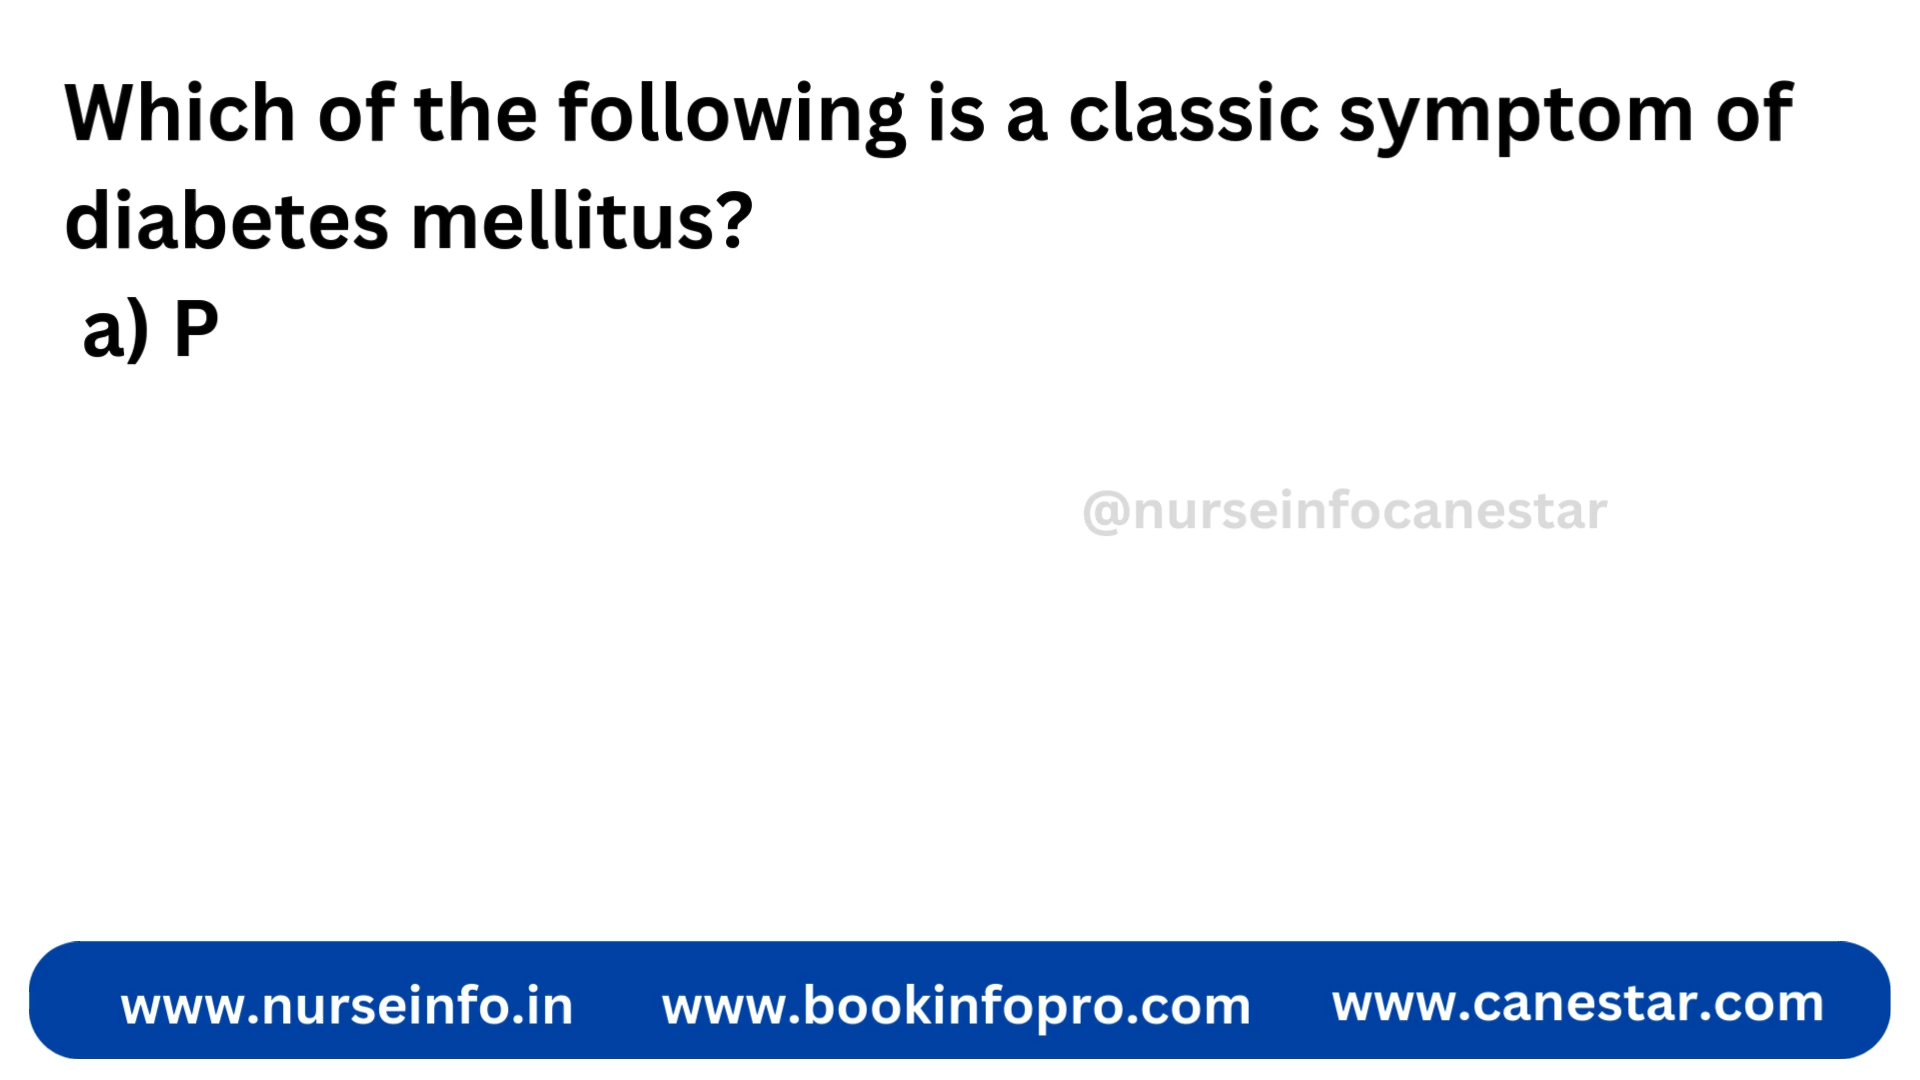 Which of the following is a classic symptom of
diabetes mellitus?
a) P
@nurseinfocanestar
www.nurseinfo.in www.bookinfopro.com www.canestar.com